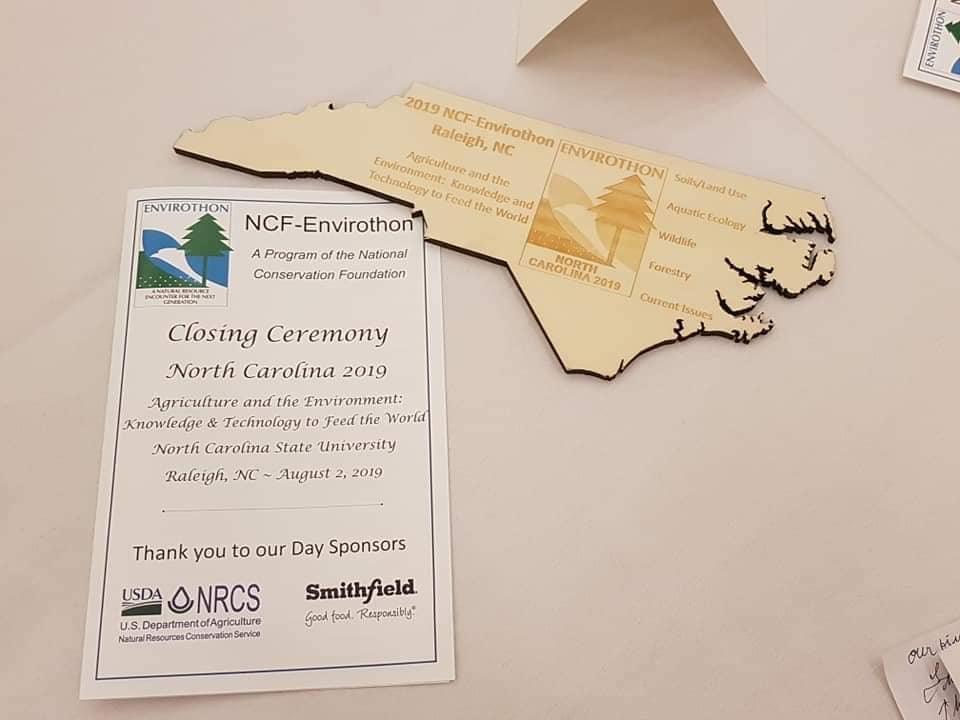 2019 NCF-Envirothon
Raleigh, NC
Agriculture and the
Environment: Knowledge and
Technology to Feed the World
ENVIROTHON
NORTH
CAROLINA 2019
Soils/Land Use
Aquatic Ecology
Wildlife
Forestry
Current Issues
ENVIROTHON
A NATURAL RESOURCE
ENCOUNTER FOR THE NEXT
GENERATION
NCF-Envirothon
A Program of the National
Conservation Foundation
Closing Ceremony
North Carolina 2019
Agriculture and the Environment:
Knowledge & Technology to Feed the World
North Carolina State University
Raleigh, NC ~ August 2, 2019
Thank you to our Day Sponsors
USDA NRCS
U.S. Department of Agriculture
Natural Resources Conservation Service
Smithfield.
Good food. Responsibly.®
ENVIROTHON
our